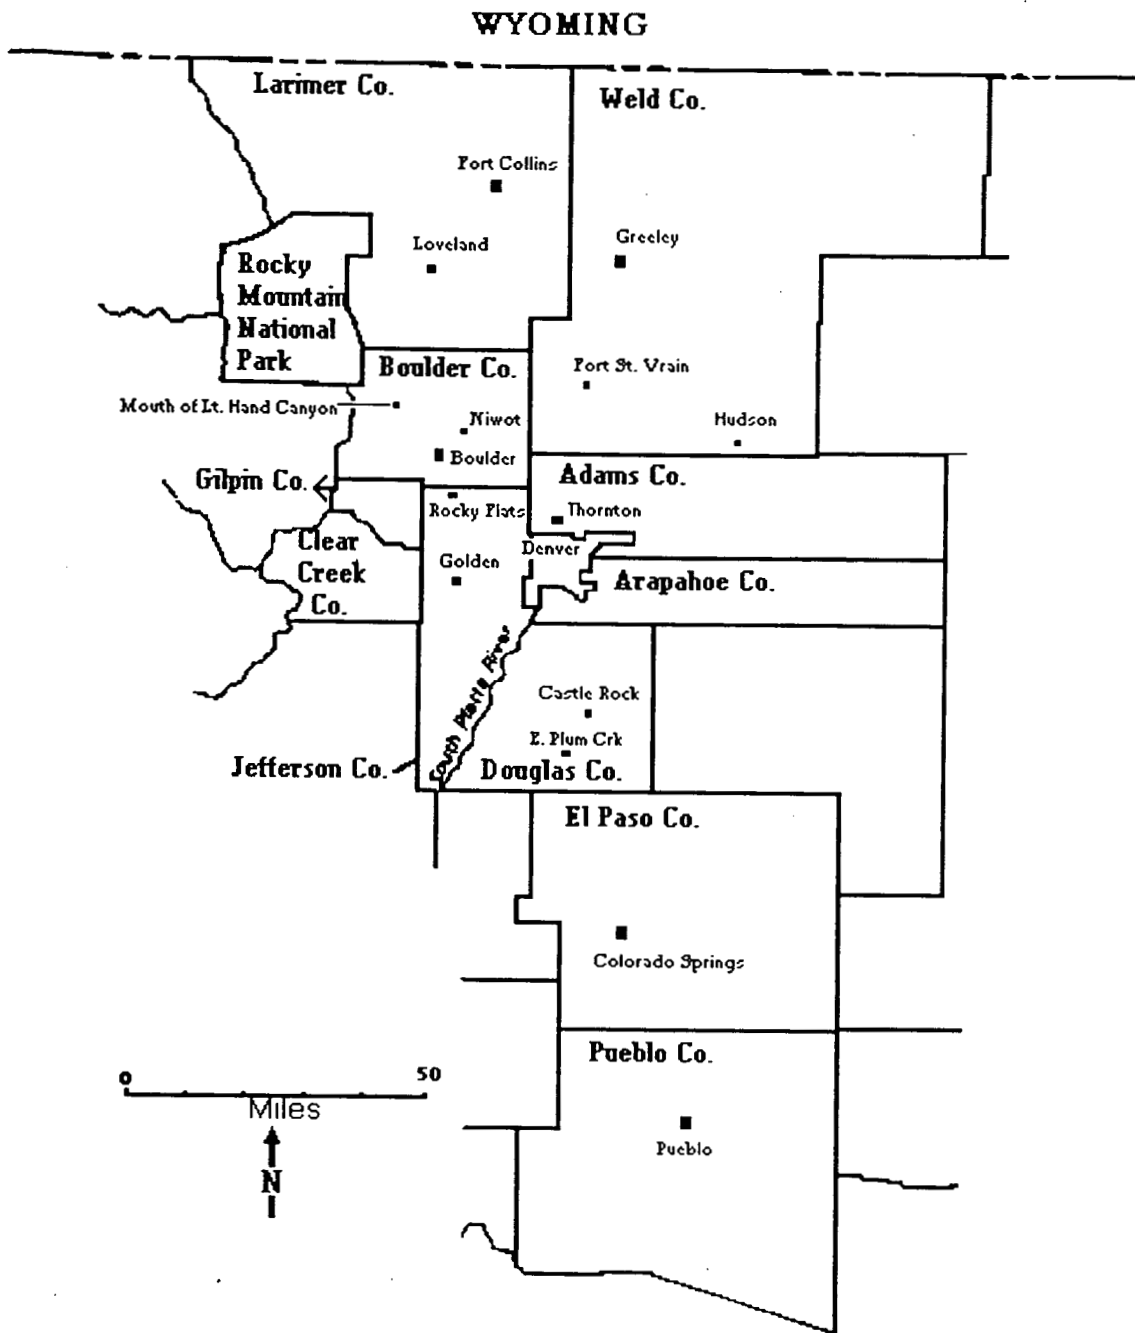 WYOMING
Larimer Co.
Weld Co.
Fort Collins
Loveland
Greeley
Rocky
Mountain
National
Park
Boulder Co.
Fort St. Vrain
Mouth of Lt. Hand Canyon
Niwot
Hudson
Boulder
Gilpin Co.
Adams Co.
Rocky Flats
Thornton
Clear
Creek
Co.
Denver
Golden
Arapahoe Co.
South Platte River
Castle Rock
E. Plum Crk
Jefferson Co.
Douglas Co.
El Paso Co.
Colorado Springs
Pueblo Co.
0 50
Miles
Pueblo
N